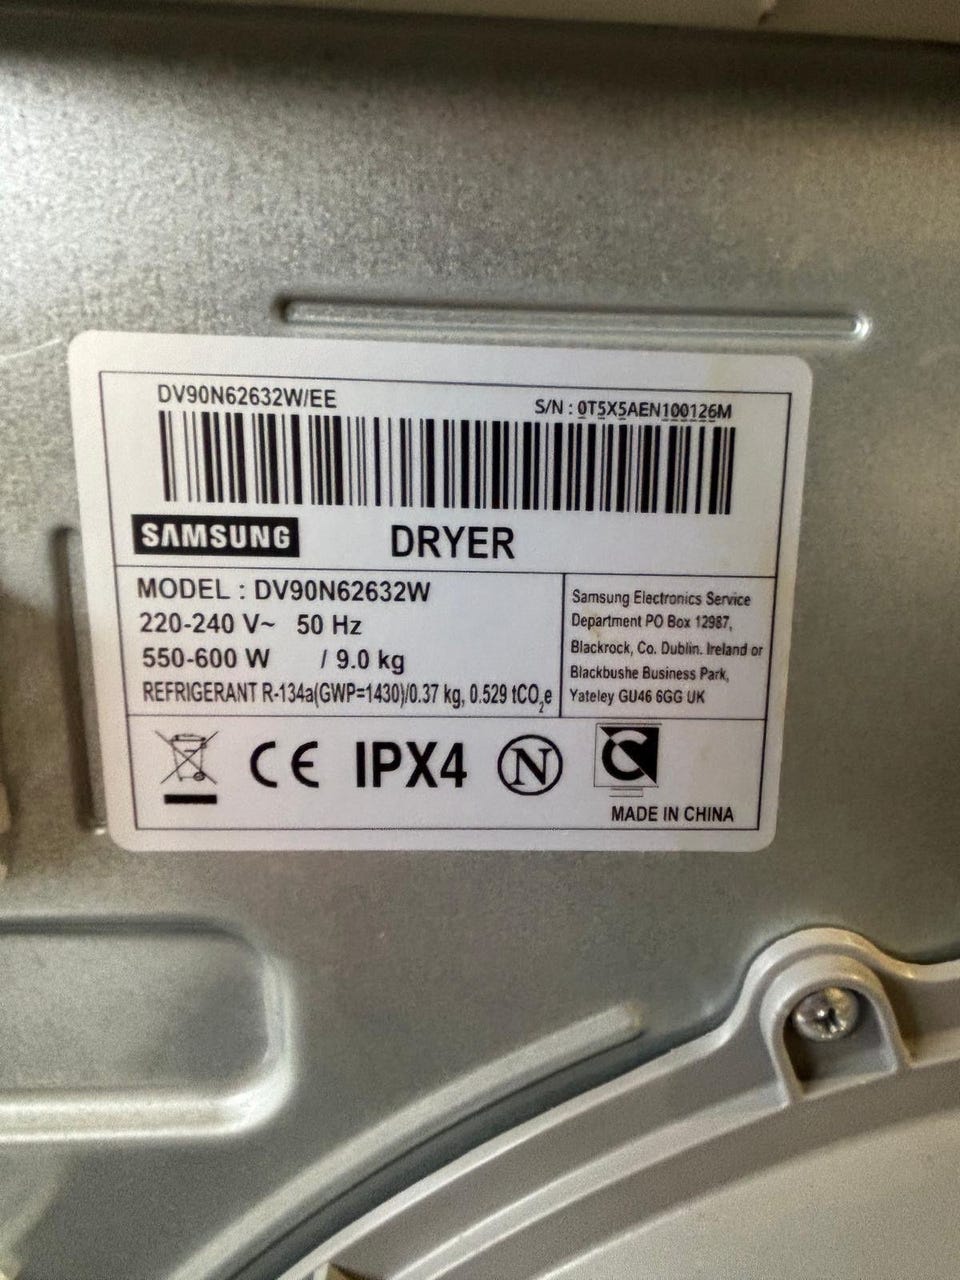 DV90N62632W/EE
S/N : 0T5X5AEN100126M
SAMSUNG DRYER
MODEL : DV90N62632W
220-240 V~ 50 Hz
550-600 W / 9.0 kg
REFRIGERANT R-134a(GWP=1430)/0.37 kg, 0.529 tCO₂e
Samsung Electronics Service
Department PO Box 12987,
Blackrock, Co. Dublin. Ireland or
Blackbushe Business Park,
Yateley GU46 6GG UK
CE IPX4 N C
MADE IN CHINA